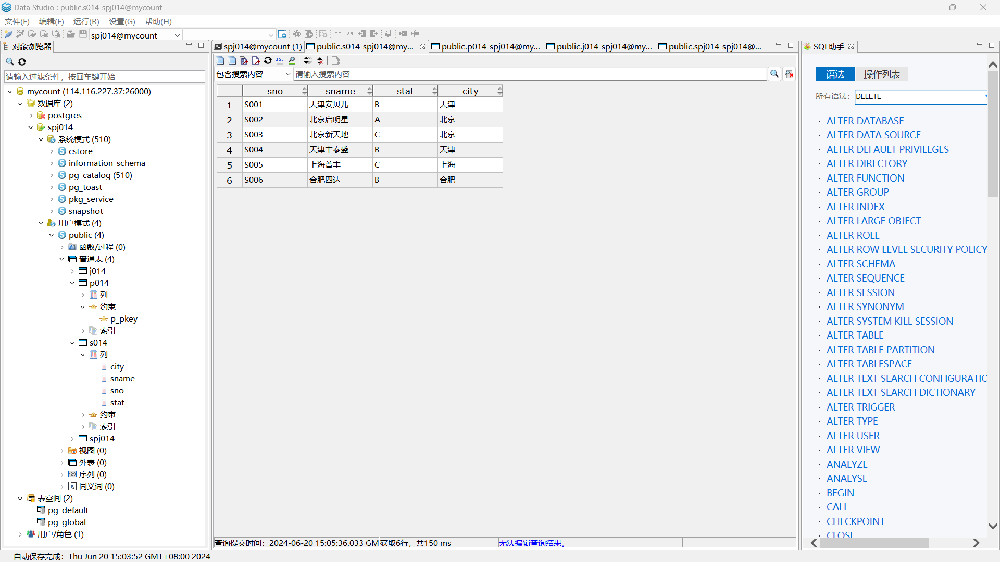 Data Studio : public.s014-spj014@mycount
文件(F) 编辑(E) 运行(R) 设置(G) 帮助(H)
spj014@mycount
对象浏览器
请输入过滤条件，按回车键开始
mycount (114.116.227.37:26000)
数据库 (2)
postgres
spj014
系统模式 (510)
cstore
information_schema
pg_catalog (510)
pg_toast
pkg_service
snapshot
用户模式 (4)
public (4)
函数/过程 (0)
普通表 (4)
j014
p014
列
约束
p_pkey
索引
s014
列
city
sname
sno
stat
约束
索引
spj014
视图 (0)
外表 (0)
序列 (0)
同义词 (0)
表空间 (2)
pg_default
pg_global
用户/角色 (1)
spj014@mycount (1) public.s014-spj014@my... public.p014-spj014@my... public.j014-spj014@my... public.spj014-spj014@...
包含搜索内容 请输入搜索内容
sno sname stat city
1 S001 天津安贝儿 B 天津
2 S002 北京启明星 A 北京
3 S003 北京新天地 C 北京
4 S004 天津丰泰盛 B 天津
5 S005 上海普丰 C 上海
6 S006 合肥四达 B 合肥
查询提交时间：2024-06-20 15:05:36.033 GM 获取6行，共150 ms 无法编辑查询结果。
SQL助手
语法 操作列表
所有语法: DELETE
· ALTER DATABASE
· ALTER DATA SOURCE
· ALTER DEFAULT PRIVILEGES
· ALTER DIRECTORY
· ALTER FUNCTION
· ALTER GROUP
· ALTER INDEX
· ALTER LARGE OBJECT
· ALTER ROLE
· ALTER ROW LEVEL SECURITY POLICY
· ALTER SCHEMA
· ALTER SEQUENCE
· ALTER SESSION
· ALTER SYNONYM
· ALTER SYSTEM KILL SESSION
· ALTER TABLE
· ALTER TABLE PARTITION
· ALTER TABLESPACE
· ALTER TEXT SEARCH CONFIGURATIO
· ALTER TEXT SEARCH DICTIONARY
· ALTER TRIGGER
· ALTER TYPE
· ALTER USER
· ALTER VIEW
· ANALYZE
· ANALYSE
· BEGIN
· CALL
· CHECKPOINT
· CLOSE
自动保存完成：Thu Jun 20 15:03:52 GMT+08:00 2024